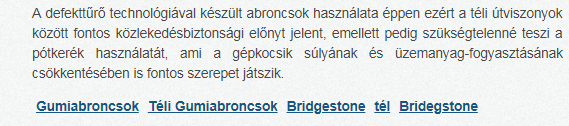 A defekttűrő technológiával készült abroncsok használata éppen ezért a téli útviszonyok
között fontos közlekedésbiztonsági előnyt jelent, emellett pedig szükségtelenné teszi a
pótkerék használatát, ami a gépkocsik súlyának és üzemanyag-fogyasztásának
csökkentésében is fontos szerepet játszik.
Gumiabroncsok Téli Gumiabroncsok Bridgestone tél Bridegstone